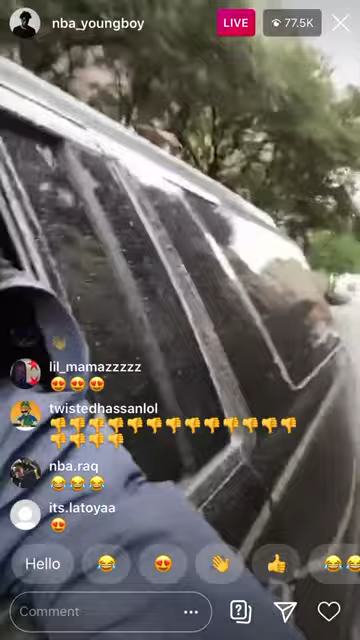 nba_youngboy LIVE 77.5K
lil_mamazzzzz
😍😍😍
twistedhassanlol
👎👎👎👎👎👎👎👎👎👎👎👎👎
👎👎👎👎
nba.raq
😂😂😂
its.latoyaa
😍
Hello 😂 😍 👋 👍 😂😂
Comment